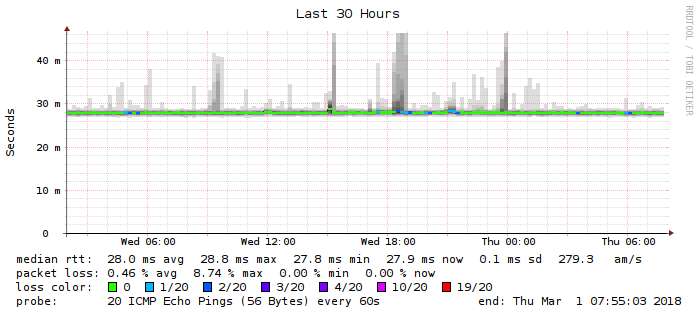 Last 30 Hours
RRDTOOL / TOBI OETIKER
Seconds
40 m
30 m
20 m
10 m
0
Wed 06:00 Wed 12:00 Wed 18:00 Thu 00:00 Thu 06:00
median rtt: 28.0 ms avg 28.8 ms max 27.8 ms min 27.9 ms now 0.1 ms sd 279.3 am/s
packet loss: 0.46 % avg 8.74 % max 0.00 % min 0.00 % now
loss color: 0 1/20 2/20 3/20 4/20 10/20 19/20
probe: 20 ICMP Echo Pings (56 Bytes) every 60s end: Thu Mar 1 07:55:03 2018